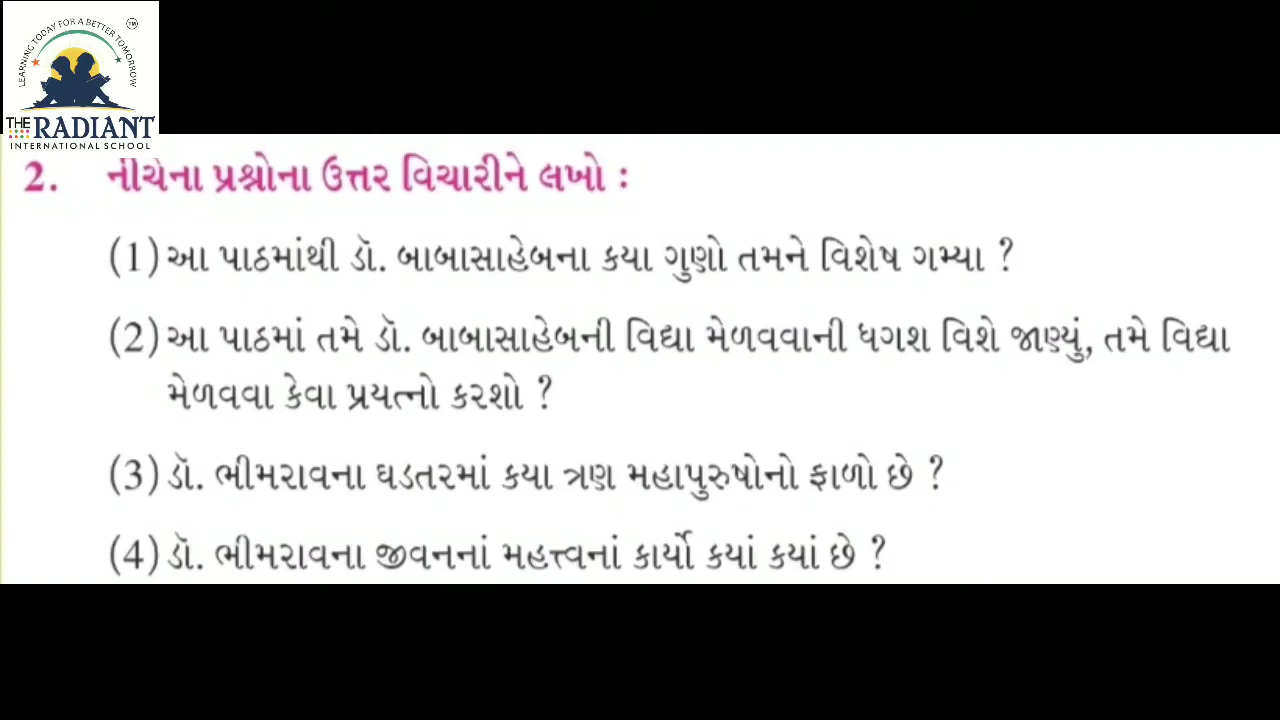 LEARNING TODAY FOR A BETTER TOMORROW
TM
THE RADIANT
INTERNATIONAL SCHOOL
2. નીચેના પ્રશ્નોના ઉત્તર વિચારીને લખો :
(1) આ પાઠમાંથી ડૉ. બાબાસાહેબના કયા ગુણો તમને વિશેષ ગમ્યા ?
(2) આ પાઠમાં તમે ડૉ. બાબાસાહેબની વિદ્યા મેળવવાની ધગશ વિશે જાણ્યું, તમે વિદ્યા
મેળવવા કેવા પ્રયત્નો કરશો ?
(3) ડૉ. ભીમરાવના ઘડતરમાં કયા ત્રણ મહાપુરુષોનો ફાળો છે ?
(4) ડૉ. ભીમરાવના જીવનનાં મહત્ત્વનાં કાર્યો કયાં કયાં છે ?